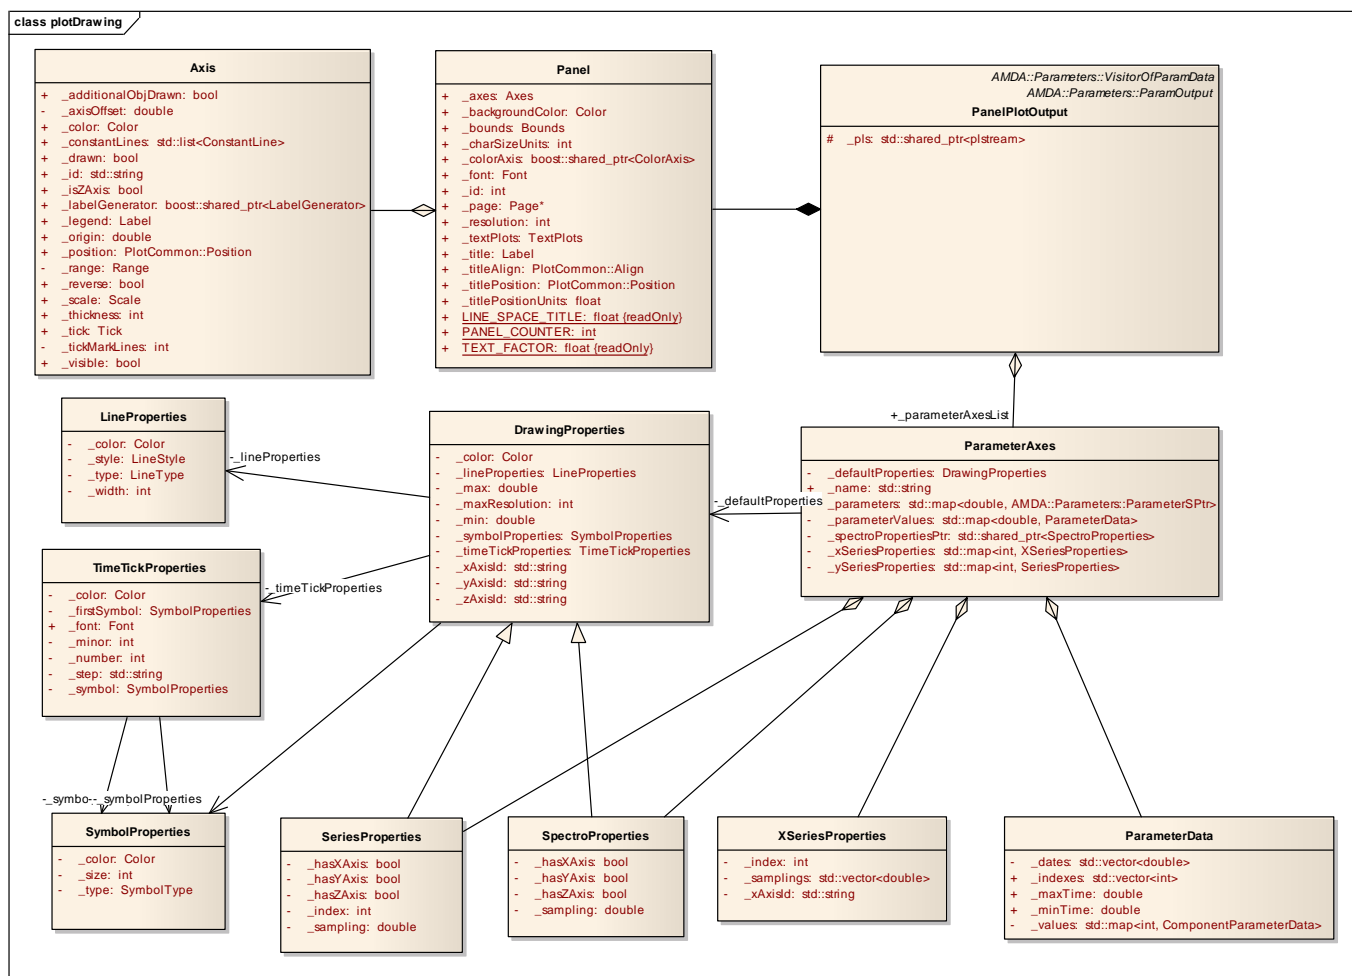 class plotDrawing
Axis
+ _additionalObjDrawn: bool
- _axisOffset: double
+ _color: Color
+ _constantLines: std::list<ConstantLine>
+ _drawn: bool
+ _id: std::string
+ _isZAxis: bool
+ _labelGenerator: boost::shared_ptr<LabelGenerator>
+ _legend: Label
+ _origin: double
+ _position: PlotCommon::Position
- _range: Range
+ _reverse: bool
+ _scale: Scale
+ _thickness: int
+ _tick: Tick
- _tickMarkLines: int
+ _visible: bool
Panel
+ _axes: Axes
+ _backgroundColor: Color
+ _bounds: Bounds
+ _charSizeUnits: int
+ _colorAxis: boost::shared_ptr<ColorAxis>
+ _font: Font
+ _id: int
+ _page: Page*
+ _resolution: int
+ _textPlots: TextPlots
+ _title: Label
+ _titleAlign: PlotCommon::Align
+ _titlePosition: PlotCommon::Position
+ _titlePositionUnits: float
+ LINE_SPACE_TITLE: float {readOnly}
+ PANEL_COUNTER: int
+ TEXT_FACTOR: float {readOnly}
AMDA::Parameters::VisitorOfParamData
AMDA::Parameters::ParamOutput
PanelPlotOutput
# _pls: std::shared_ptr<plstream>
+_parameterAxesList
LineProperties
- _color: Color
- _style: LineStyle
- _type: LineType
- _width: int
-_lineProperties
DrawingProperties
- _color: Color
- _lineProperties: LineProperties
- _max: double
- _maxResolution: int
- _min: double
- _symbolProperties: SymbolProperties
- _timeTickProperties: TimeTickProperties
- _xAxisId: std::string
- _yAxisId: std::string
- _zAxisId: std::string
-_defaultProperties
ParameterAxes
- _defaultProperties: DrawingProperties
+ _name: std::string
- _parameters: std::map<double, AMDA::Parameters::ParameterSPtr>
- _parameterValues: std::map<double, ParameterData>
- _spectroPropertiesPtr: std::shared_ptr<SpectroProperties>
- _xSeriesProperties: std::map<int, XSeriesProperties>
- _ySeriesProperties: std::map<int, SeriesProperties>
TimeTickProperties
- _color: Color
- _firstSymbol: SymbolProperties
+ _font: Font
- _minor: int
- _number: int
- _step: std::string
- _symbol: SymbolProperties
-_timeTickProperties
-_symbo
-_symbolProperties
SymbolProperties
- _color: Color
- _size: int
- _type: SymbolType
SeriesProperties
- _hasXAxis: bool
- _hasYAxis: bool
- _hasZAxis: bool
- _index: int
- _sampling: double
SpectroProperties
- _hasXAxis: bool
- _hasYAxis: bool
- _hasZAxis: bool
- _sampling: double
XSeriesProperties
- _index: int
- _samplings: std::vector<double>
- _xAxisId: std::string
ParameterData
- _dates: std::vector<double>
+ _indexes: std::vector<int>
+ _maxTime: double
+ _minTime: double
- _values: std::map<int, ComponentParameterData>